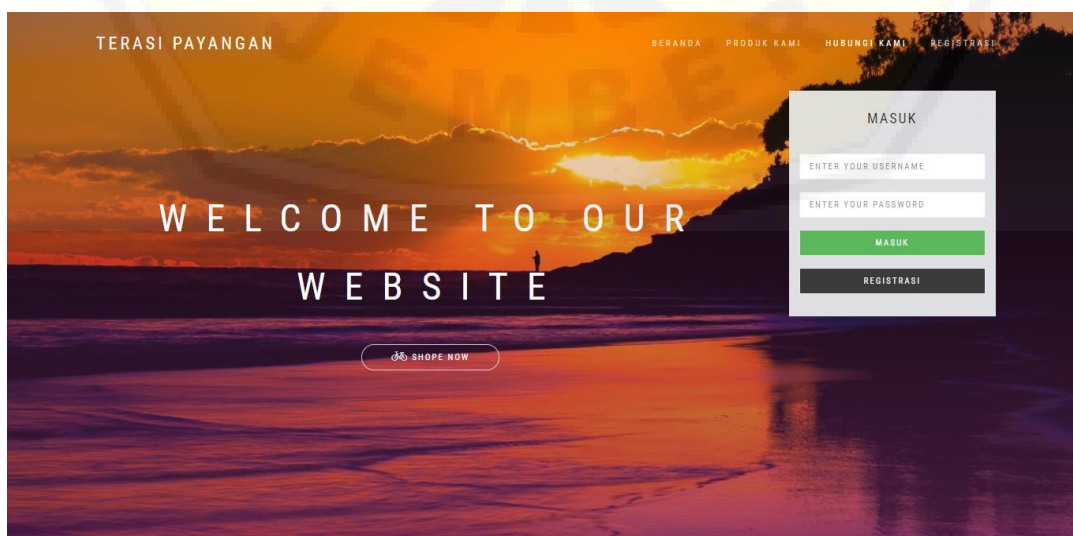 TERASI PAYANGAN
BERANDA PRODUK KAMI HUBUNGI KAMI REGISTRASI
MASUK
ENTER YOUR USERNAME
ENTER YOUR PASSWORD
MASUK
REGISTRASI
WELCOME TO OUR
WEBSITE
SHOPE NOW